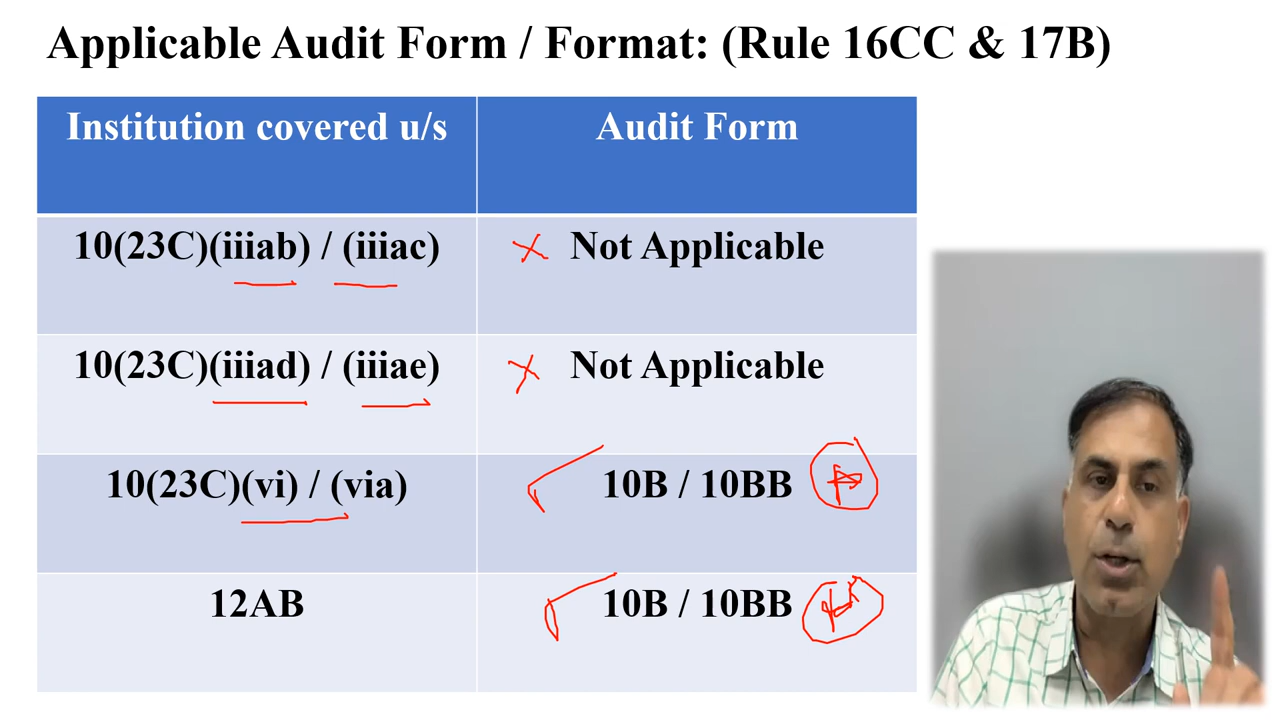 Applicable Audit Form / Format: (Rule 16CC & 17B)
Institution covered u/s
Audit Form
10(23C)(iiiab) / (iiiac)
Not Applicable
10(23C)(iiiad) / (iiiae)
Not Applicable
10(23C)(vi) / (via)
10B / 10BB
12AB
10B / 10BB